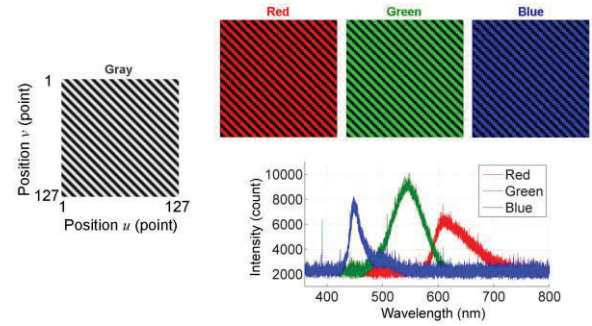 Red
Green
Blue
Gray
1
127
1
127
Position v (point)
Position u (point)
10000
8000
6000
4000
2000
400
500
600
700
800
Intensity (count)
Wavelength (nm)
Red
Green
Blue